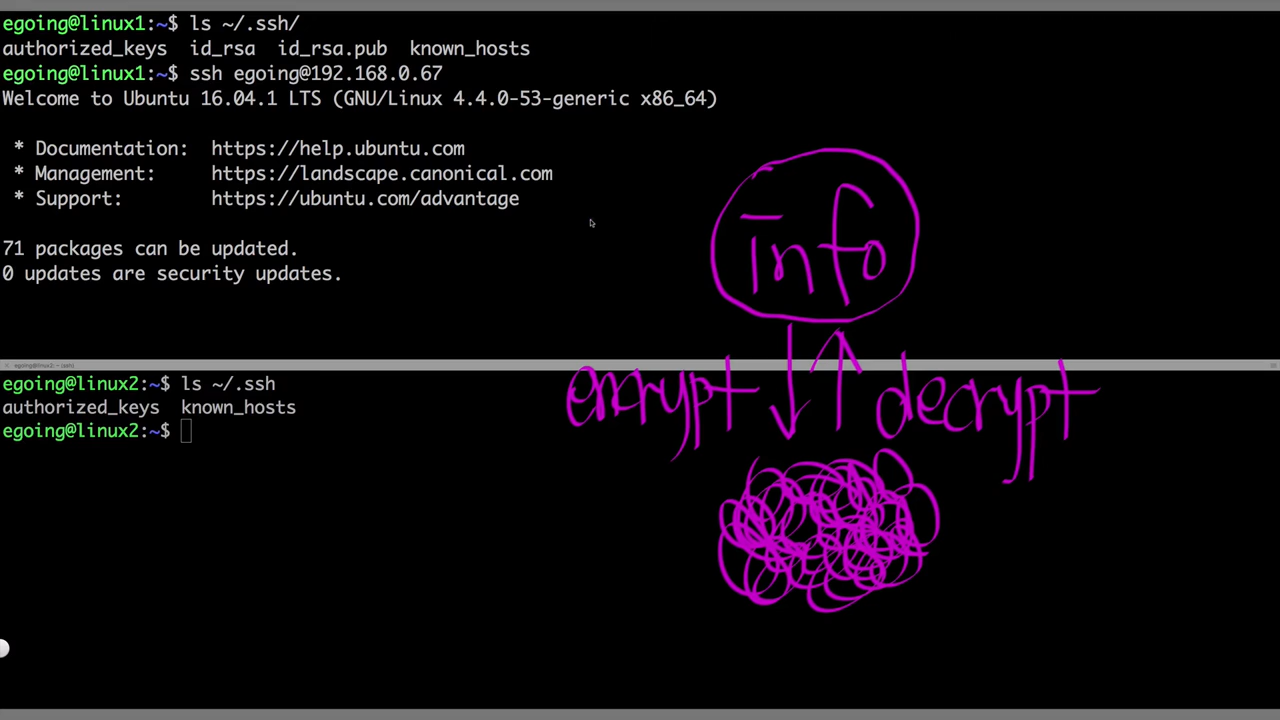 egoing@linux1:~$ ls ~/.ssh/
authorized_keys  id_rsa  id_rsa.pub  known_hosts
egoing@linux1:~$ ssh egoing@192.168.0.67
Welcome to Ubuntu 16.04.1 LTS (GNU/Linux 4.4.0-53-generic x86_64)
 * Documentation:  https://help.ubuntu.com
 * Management:     https://landscape.canonical.com
 * Support:        https://ubuntu.com/advantage
71 packages can be updated.
0 updates are security updates.
egoing@linux2: ~ (ssh)
egoing@linux2:~$ ls ~/.ssh
authorized_keys  known_hosts
egoing@linux2:~$
info
encrypt
decrypt